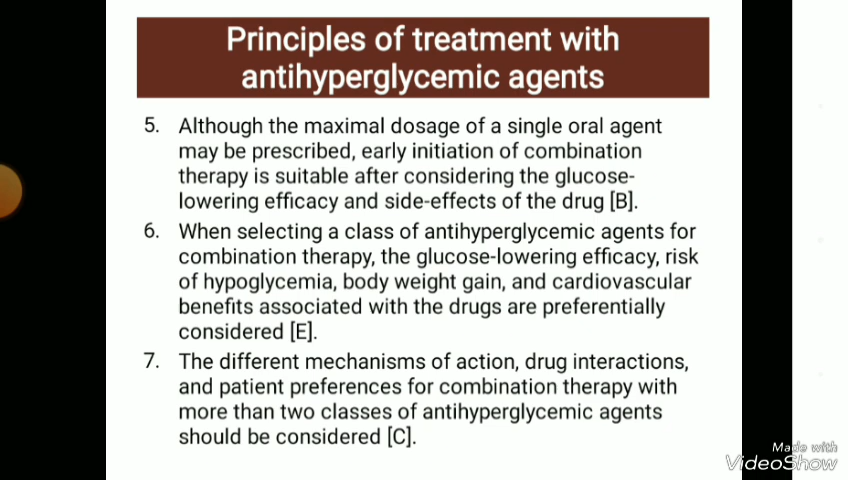 Principles of treatment with
antihyperglycemic agents
5. Although the maximal dosage of a single oral agent
may be prescribed, early initiation of combination
therapy is suitable after considering the glucose-
lowering efficacy and side-effects of the drug [B].
6. When selecting a class of antihyperglycemic agents for
combination therapy, the glucose-lowering efficacy, risk
of hypoglycemia, body weight gain, and cardiovascular
benefits associated with the drugs are preferentially
considered [E].
7. The different mechanisms of action, drug interactions,
and patient preferences for combination therapy with
more than two classes of antihyperglycemic agents
should be considered [C].
Made with
VideoShow